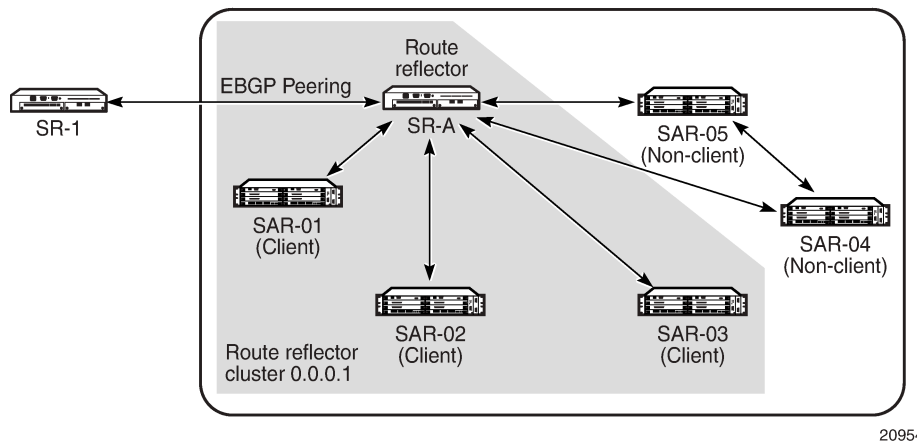 Route
reflector
EBGP Peering
SR-1
SR-A
SAR-05
(Non-client)
SAR-01
(Client)
SAR-04
(Non-client)
SAR-02
(Client)
SAR-03
(Client)
Route reflector
cluster 0.0.0.1